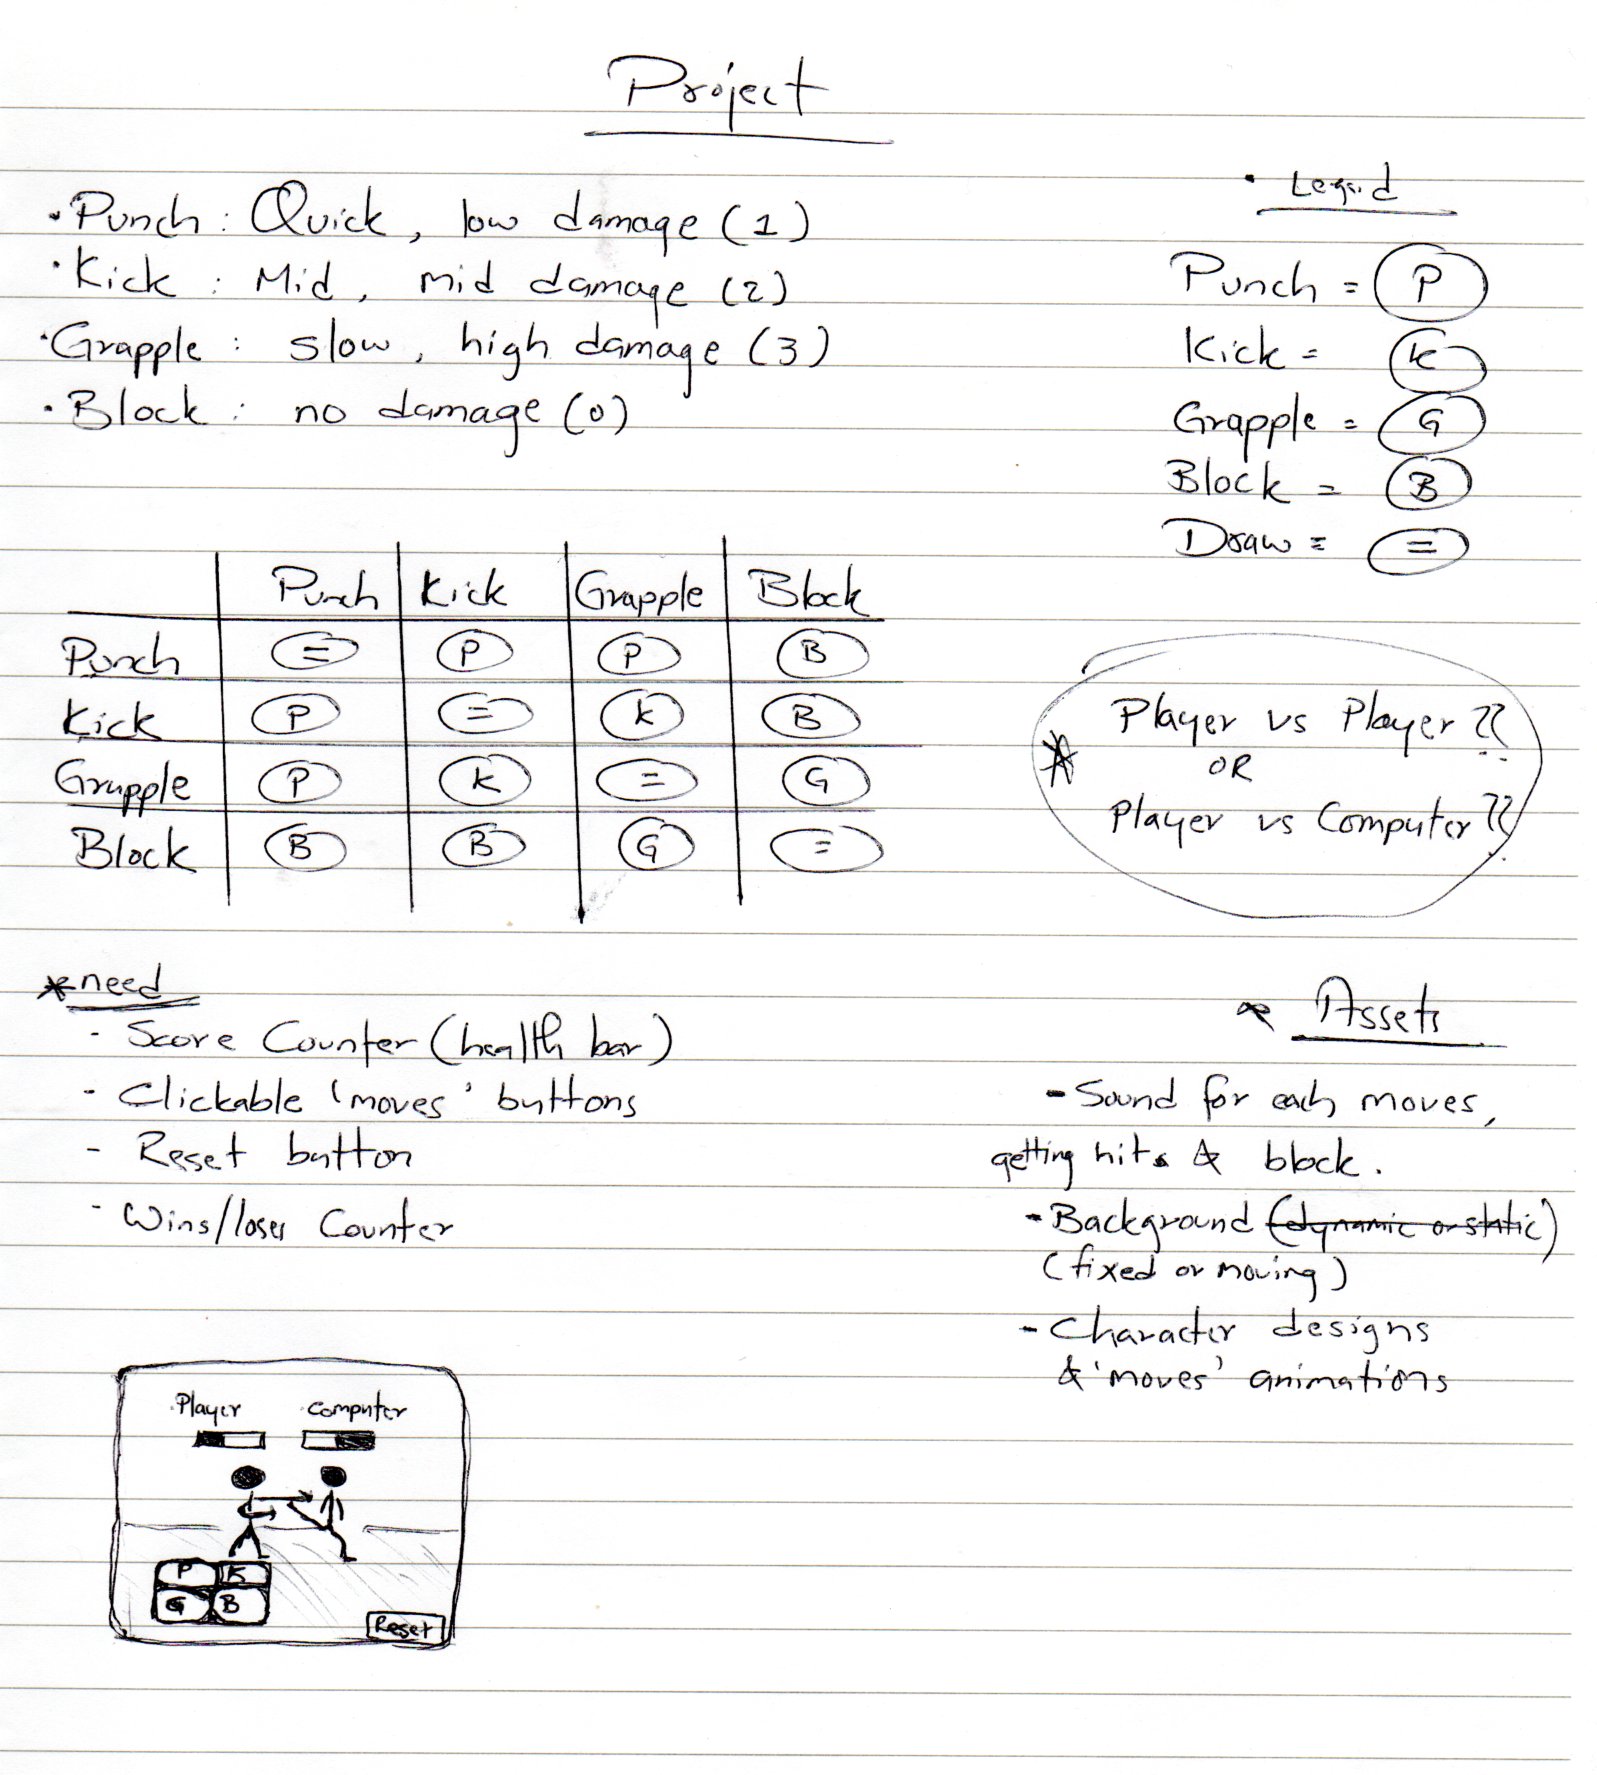 Project
• Punch : Quick, low damage (1)
• Kick : Mid, mid damage (2)
• Grapple : slow, high damage (3)
• Block : no damage (0)
• Legend
Punch = P
Kick = K
Grapple = G
Block = B
Draw = =
Punch Kick Grapple Block
Punch = P P B
Kick P = K B
Grapple P K = G
Block B B G =
* Player vs Player ??
OR
Player vs Computer ??
* need
- Score Counter (health bar)
- Clickable 'moves' buttons
- Reset button
- Wins/loses Counter
* Assets
- Sound for each moves,
getting hits & block.
- Background (dynamic or static)
(fixed or moving)
- Character designs
& 'moves' animations
Player Computer
P K
G B
Reset